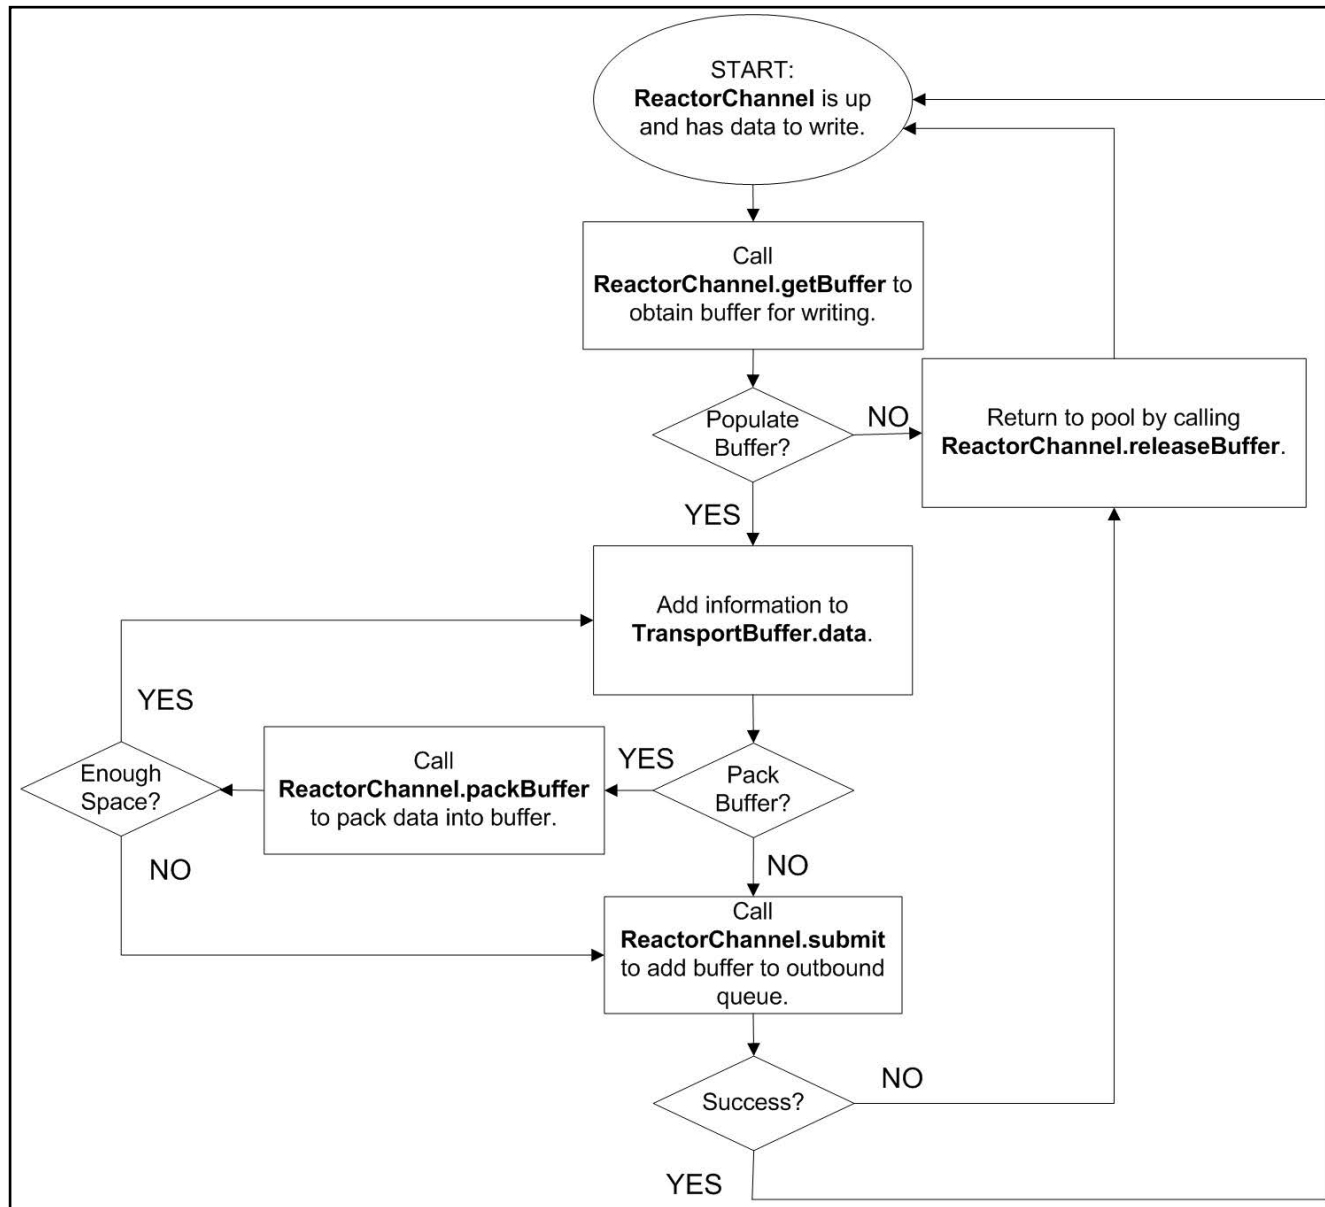 START:
ReactorChannel is up
and has data to write.
Call
ReactorChannel.getBuffer to
obtain buffer for writing.
Populate
Buffer?
NO
Return to pool by calling
ReactorChannel.releaseBuffer.
YES
Add information to
TransportBuffer.data.
YES
Enough
Space?
Call
ReactorChannel.packBuffer
to pack data into buffer.
YES
Pack
Buffer?
NO
NO
Call
ReactorChannel.submit
to add buffer to outbound
queue.
Success?
NO
YES